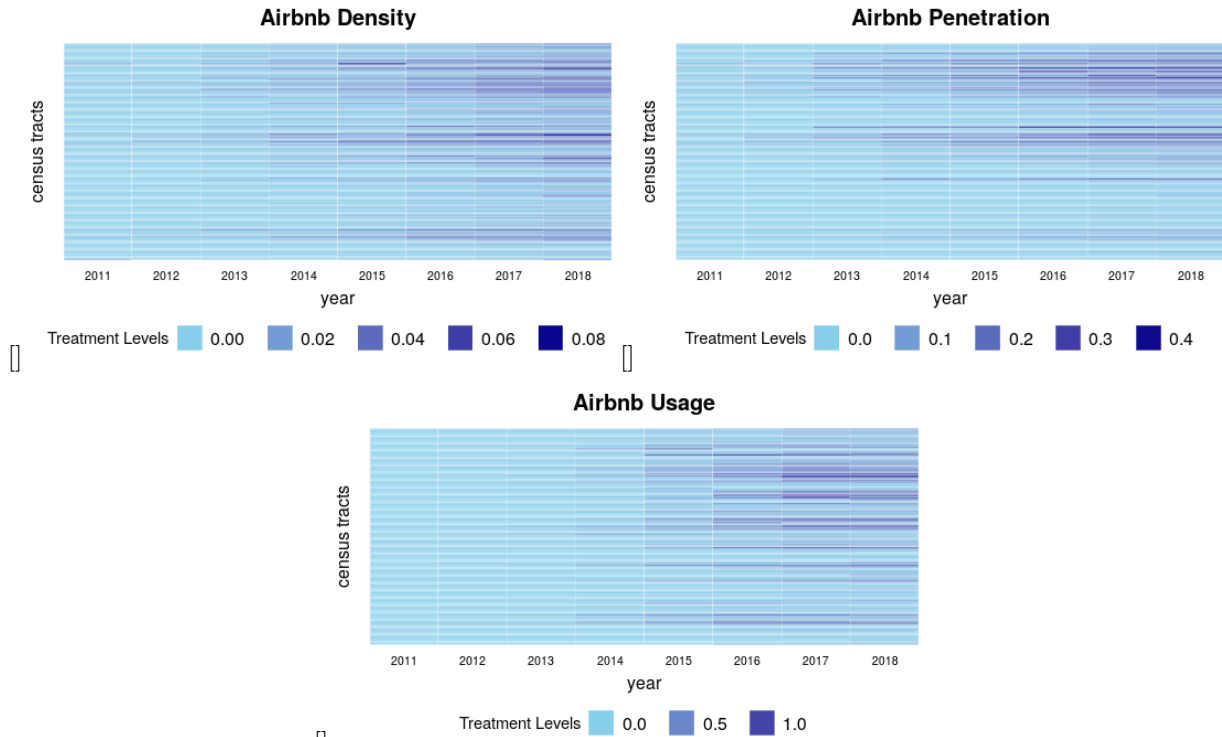 Airbnb Density
census tracts
2011 2012 2013 2014 2015 2016 2017 2018
year
Treatment Levels 0.00 0.02 0.04 0.06 0.08
[]
Airbnb Penetration
census tracts
2011 2012 2013 2014 2015 2016 2017 2018
year
Treatment Levels 0.0 0.1 0.2 0.3 0.4
[]
Airbnb Usage
census tracts
2011 2012 2013 2014 2015 2016 2017 2018
year
Treatment Levels 0.0 0.5 1.0